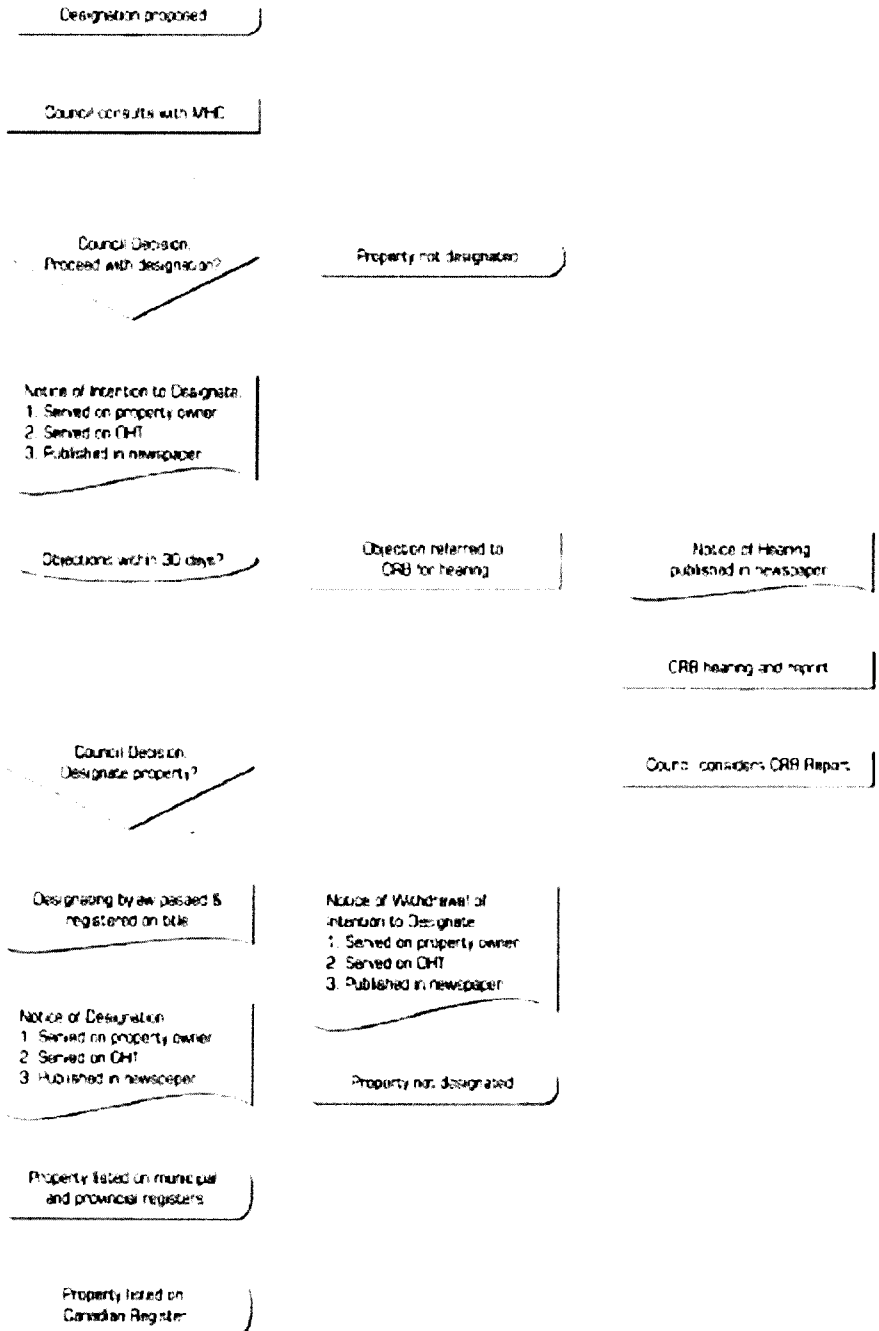 Designation proposed
Council consults with MHC
Council Decision:
Proceed with designation?
Property not designated
Notice of Intention to Designate:
1. Served on property owner
2. Served on OHT
3. Published in newspaper
Objections within 30 days?
Objection referred to
CRB for hearing
Notice of Hearing
published in newspaper
CRB hearing and report
Council considers CRB Report
Council Decision:
Designate property?
Designating bylaw passed &
registered on title
Notice of Withdrawal of
Intention to Designate
1. Served on property owner
2. Served on OHT
3. Published in newspaper
Notice of Designation
1. Served on property owner
2. Served on OHT
3. Published in newspaper
Property not designated
Property listed on municipal
and provincial registers
Property listed on
Canadian Register